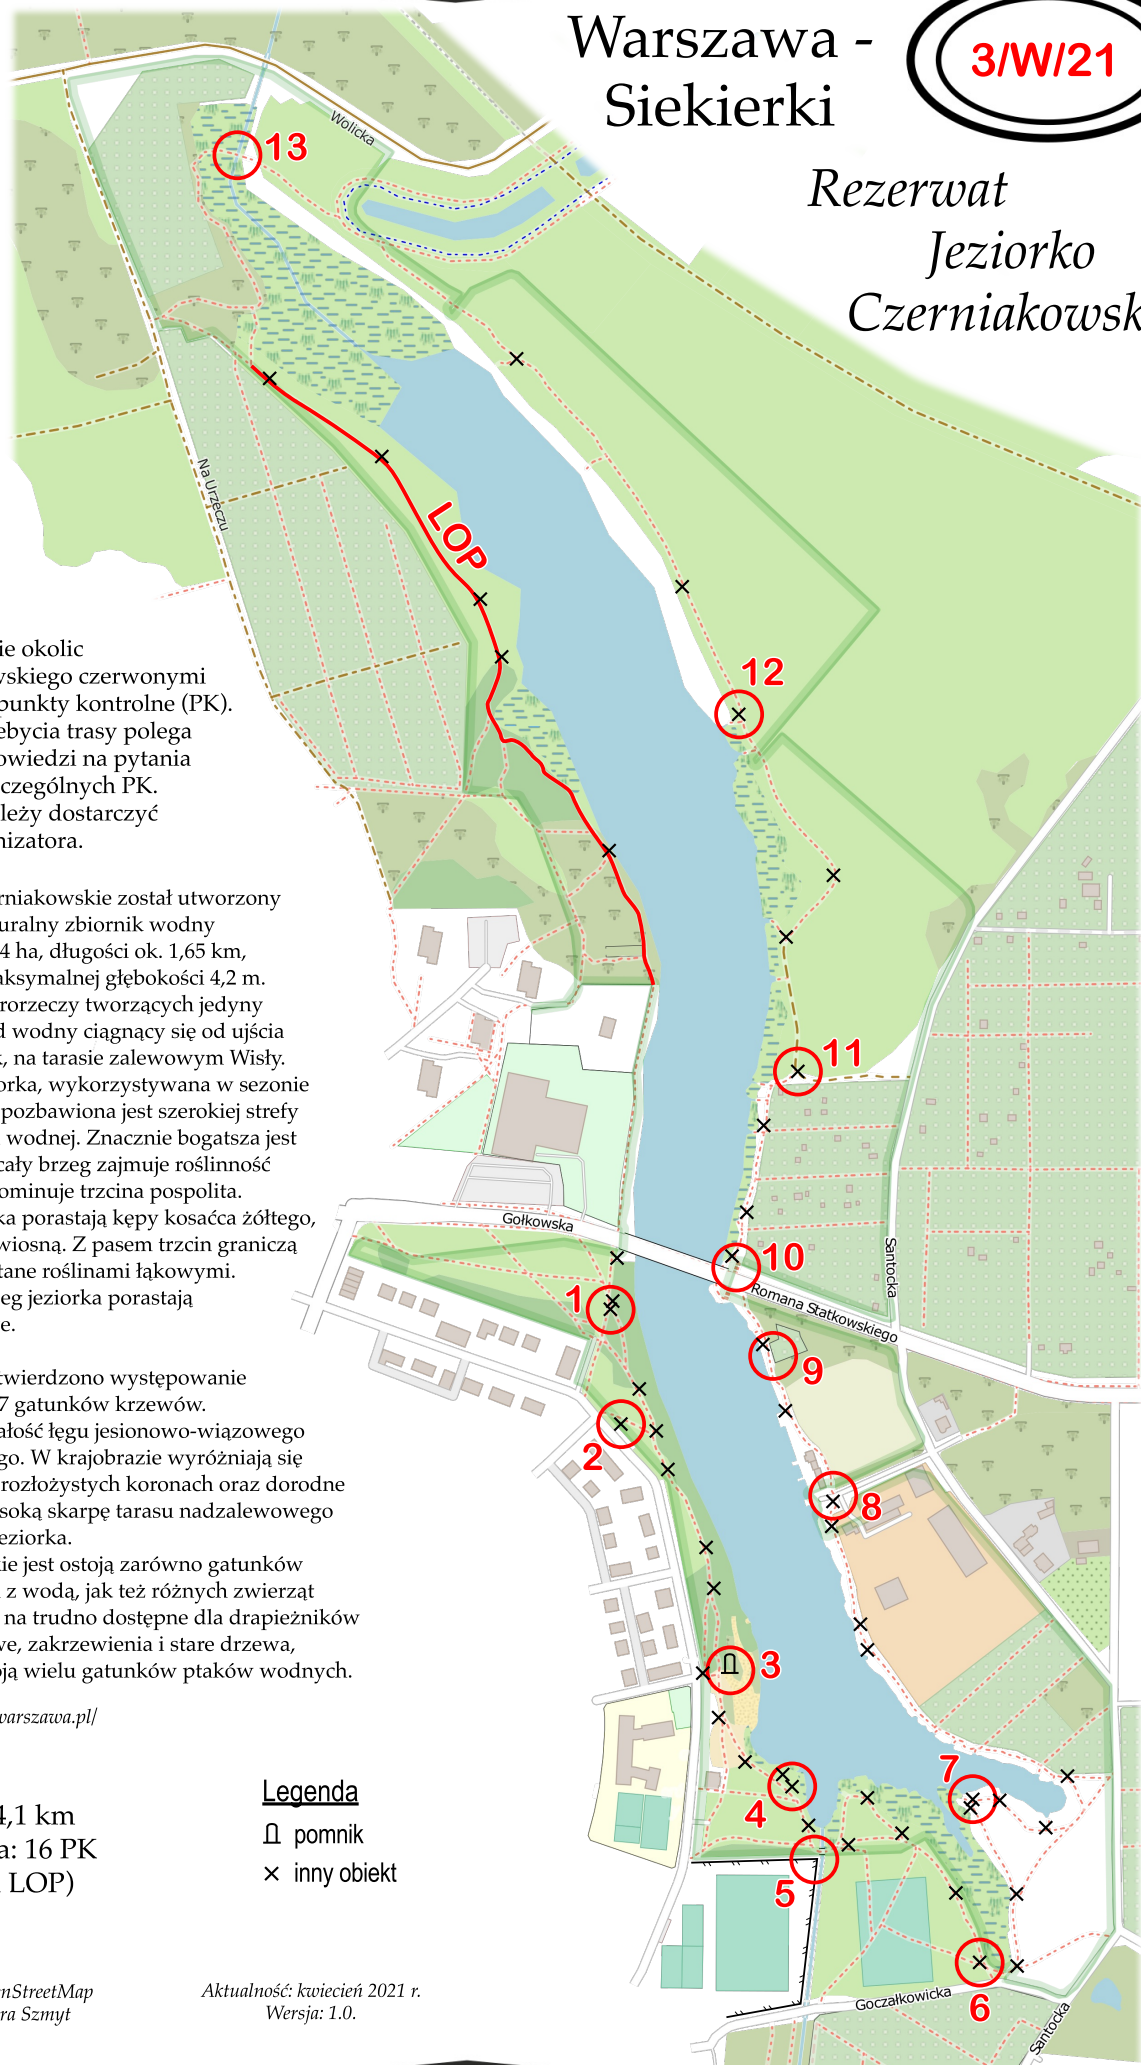 Warszawa -
Siekierki
3/W/21
Rezerwat
Jeziorko
Czerniakowsk
13
Wolicka
Na Urzeczu
LOP
12
11
10
Gołkowska
Romana Statkowskiego
Santocka
1
9
2
8
3
7
4
5
6
Goczałkowicka
Santocka
ie okolic
wskiego czerwonymi
punkty kontrolne (PK).
ebycia trasy polega
owiedzi na pytania
czególnych PK.
leży dostarczyć
nizatora.
rniakowskie został utworzony
uralny zbiornik wodny
4 ha, długości ok. 1,65 km,
aksymalnej głębokości 4,2 m.
rorzeczy tworzących jedyny
d wodny ciągnący się od ujścia
k, na tarasie zalewowym Wisły.
orka, wykorzystywana w sezonie
pozbawiona jest szerokiej strefy
i wodnej. Znacznie bogatsza jest
cały brzeg zajmuje roślinność
ominuje trzcina pospolita.
ka porastają kępy kosaćca żółtego,
wiosną. Z pasem trzcin graniczą
tane roślinami łąkowymi.
eg jeziorka porastają
e.
twierdzono występowanie
7 gatunków krzewów.
ałość łęgu jesionowo-wiązowego
go. W krajobrazie wyróżniają się
rozłożystych koronach oraz dorodne
soką skarpę tarasu nadzalewowego
eziorka.
ie jest ostoją zarówno gatunków
z wodą, jak też różnych zwierząt
na trudno dostępne dla drapieżników
we, zakrzewienia i stare drzewa,
oją wielu gatunków ptaków wodnych.
warszawa.pl/
4,1 km
a: 16 PK
LOP)
Legenda
pomnik
inny obiekt
nStreetMap
ra Szmyt
Aktualność: kwiecień 2021 r.
Wersja: 1.0.